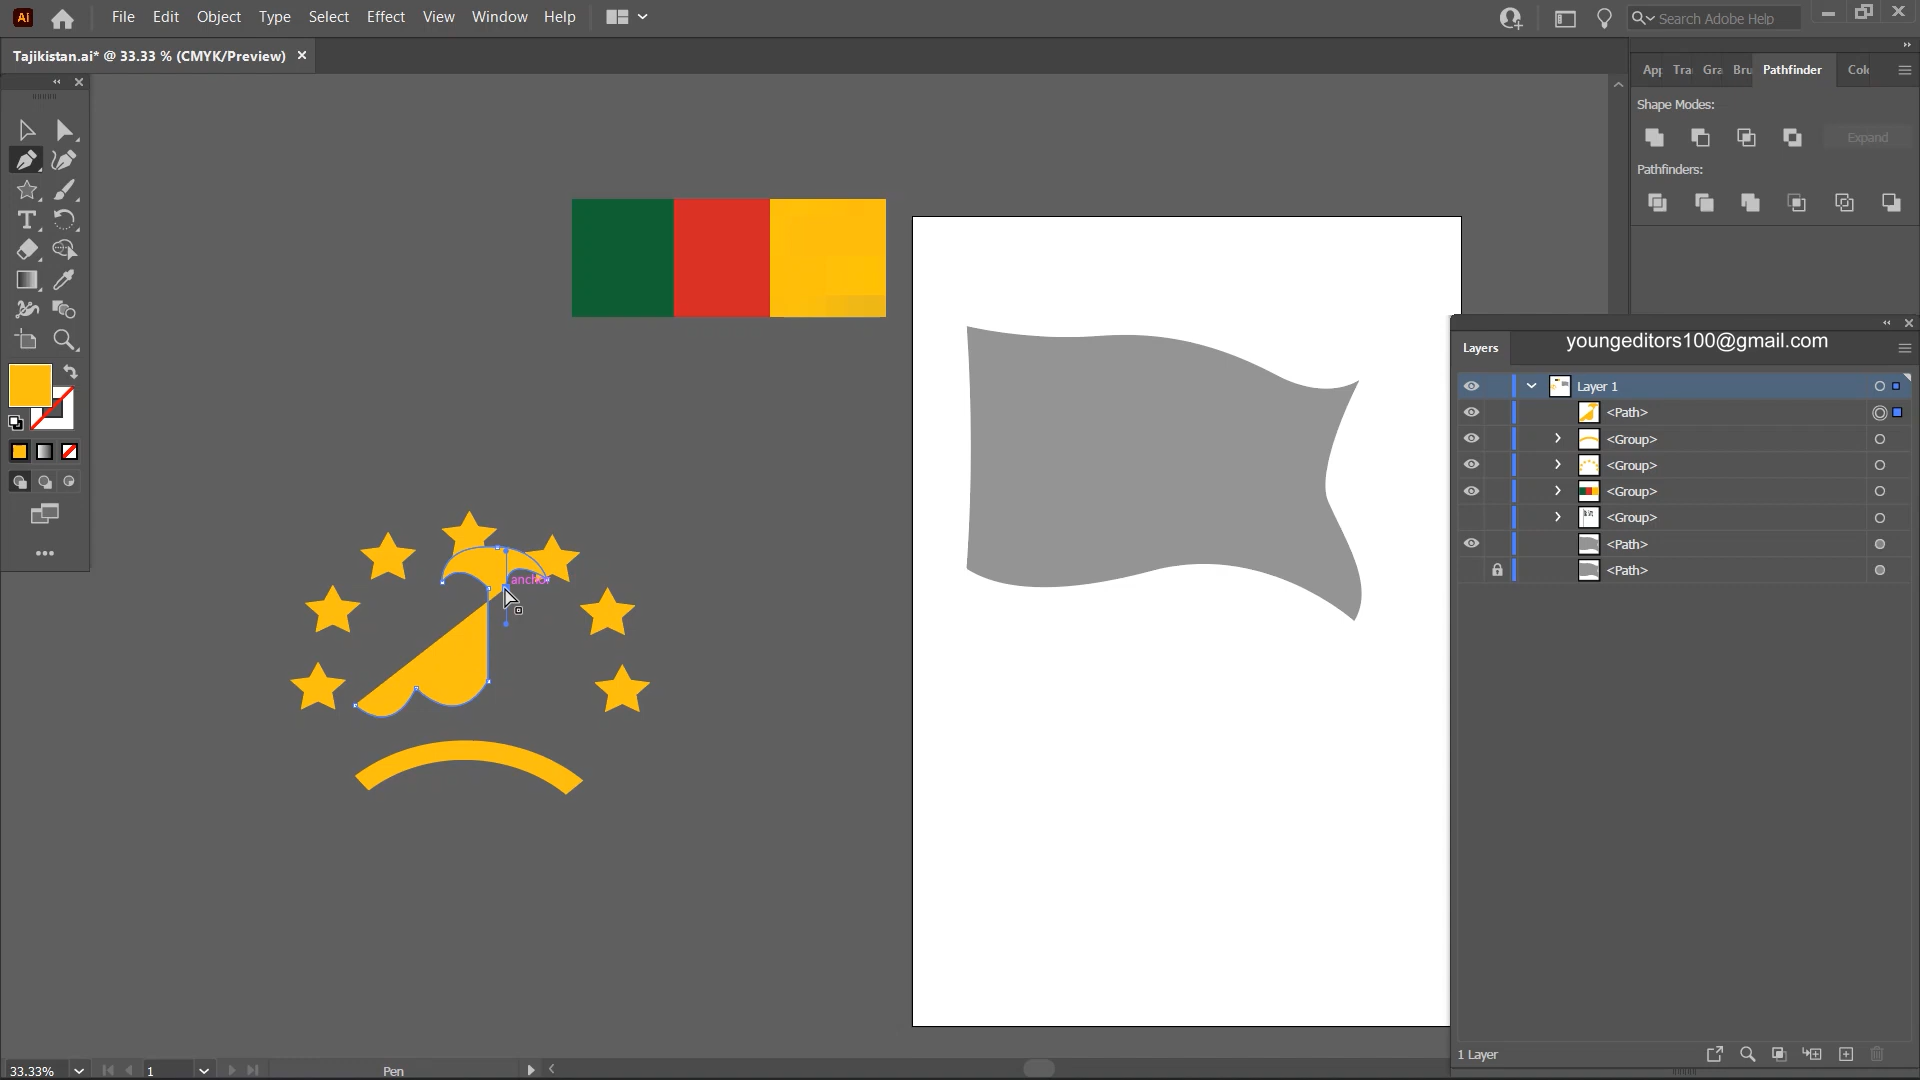 Ai File Edit Object Type Select Effect View Window Help Search Adobe Help
Tajikistan.ai* @ 33.33 % (CMYK/Preview)
Tra Gra Bru Pathfinder
Shape Modes:
Expand
Pathfinders:
youngeditors100@gmail.com
Layers
Layer 1
<Path>
<Group>
<Group>
<Group>
<Group>
<Path>
<Path>
anchor
1 Layer
33.33% 1 Pen